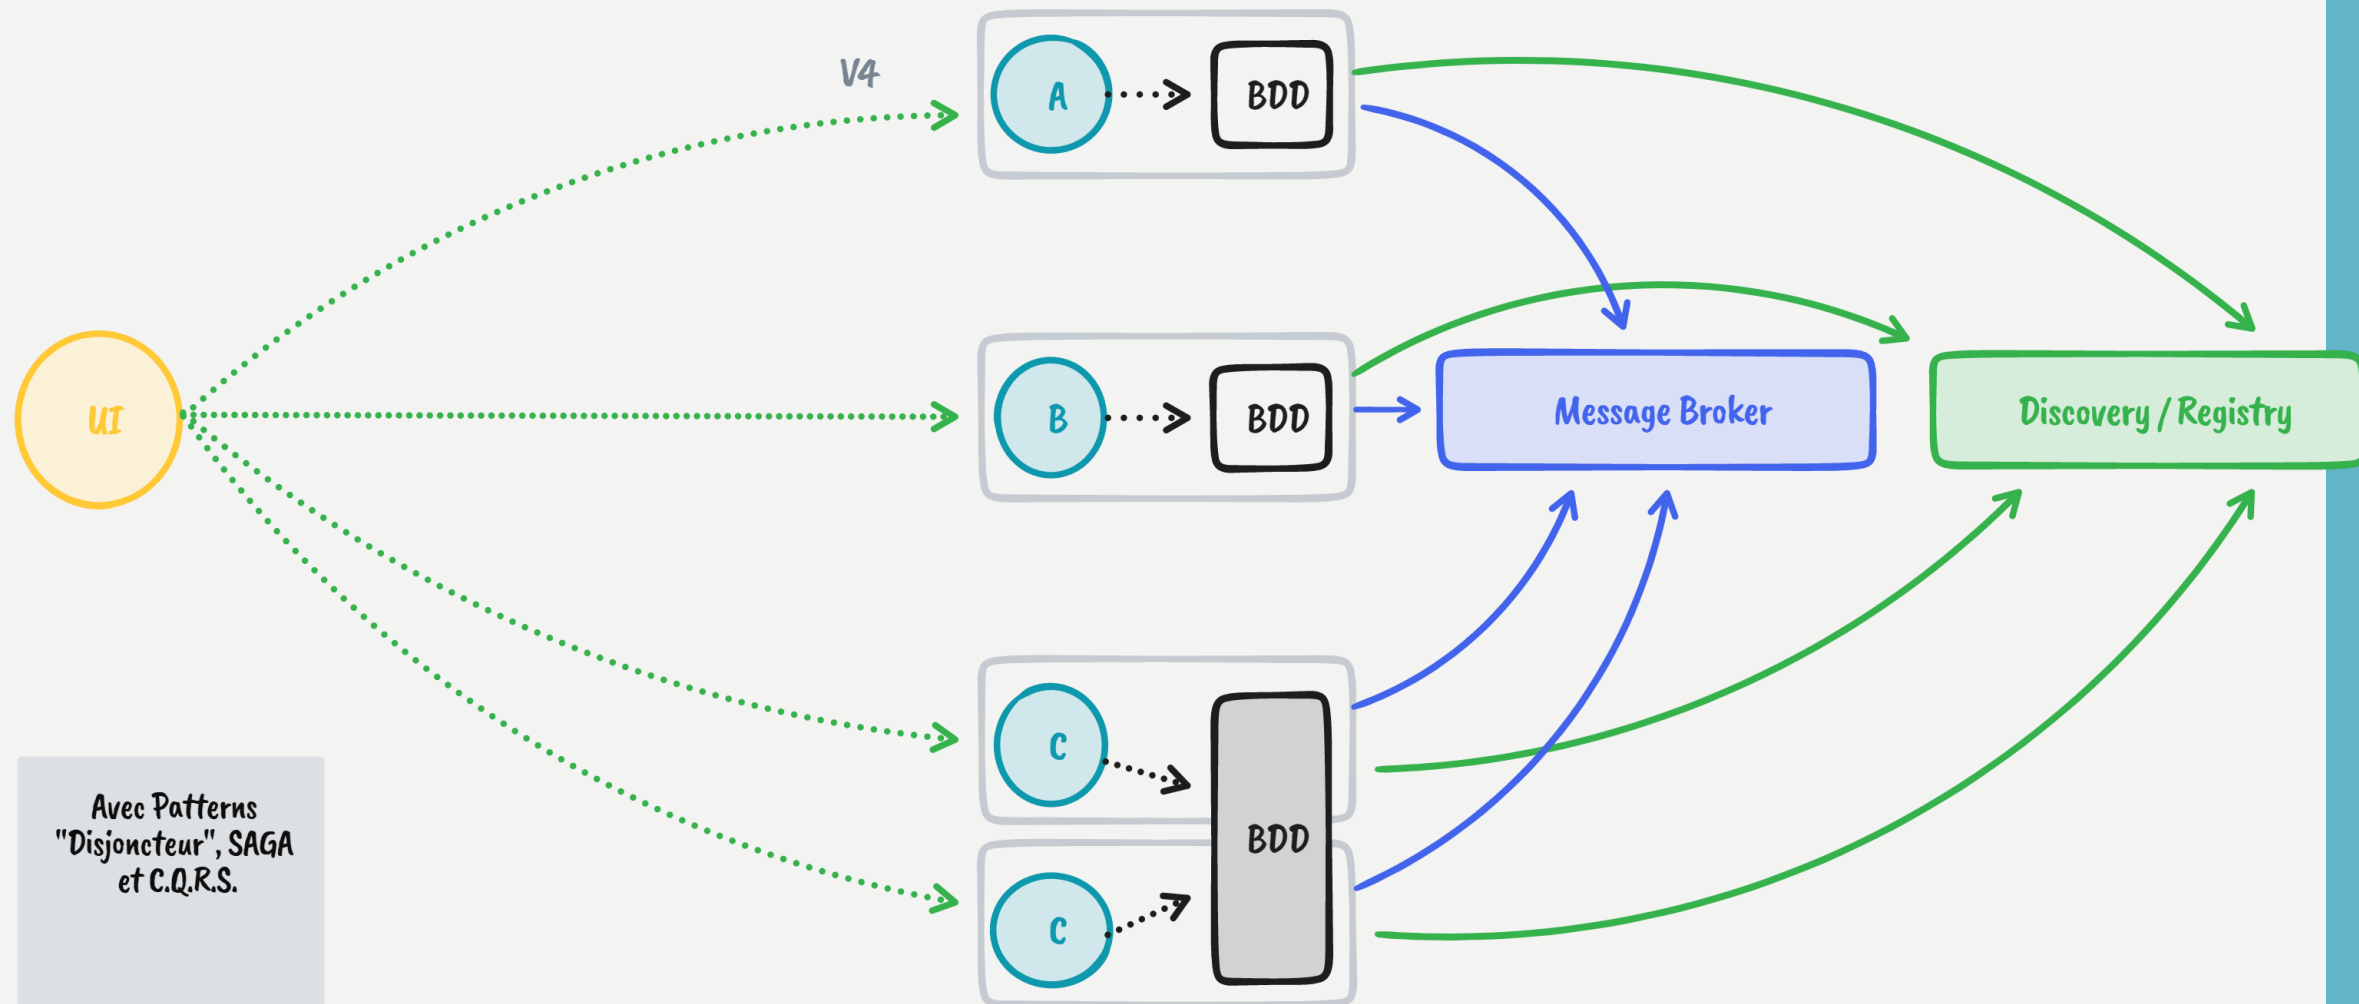 V4
A
BDD
UI
B
BDD
Message Broker
Discovery / Registry
C
BDD
C
Avec Patterns
"Disjoncteur", SAGA
et C.Q.R.S.